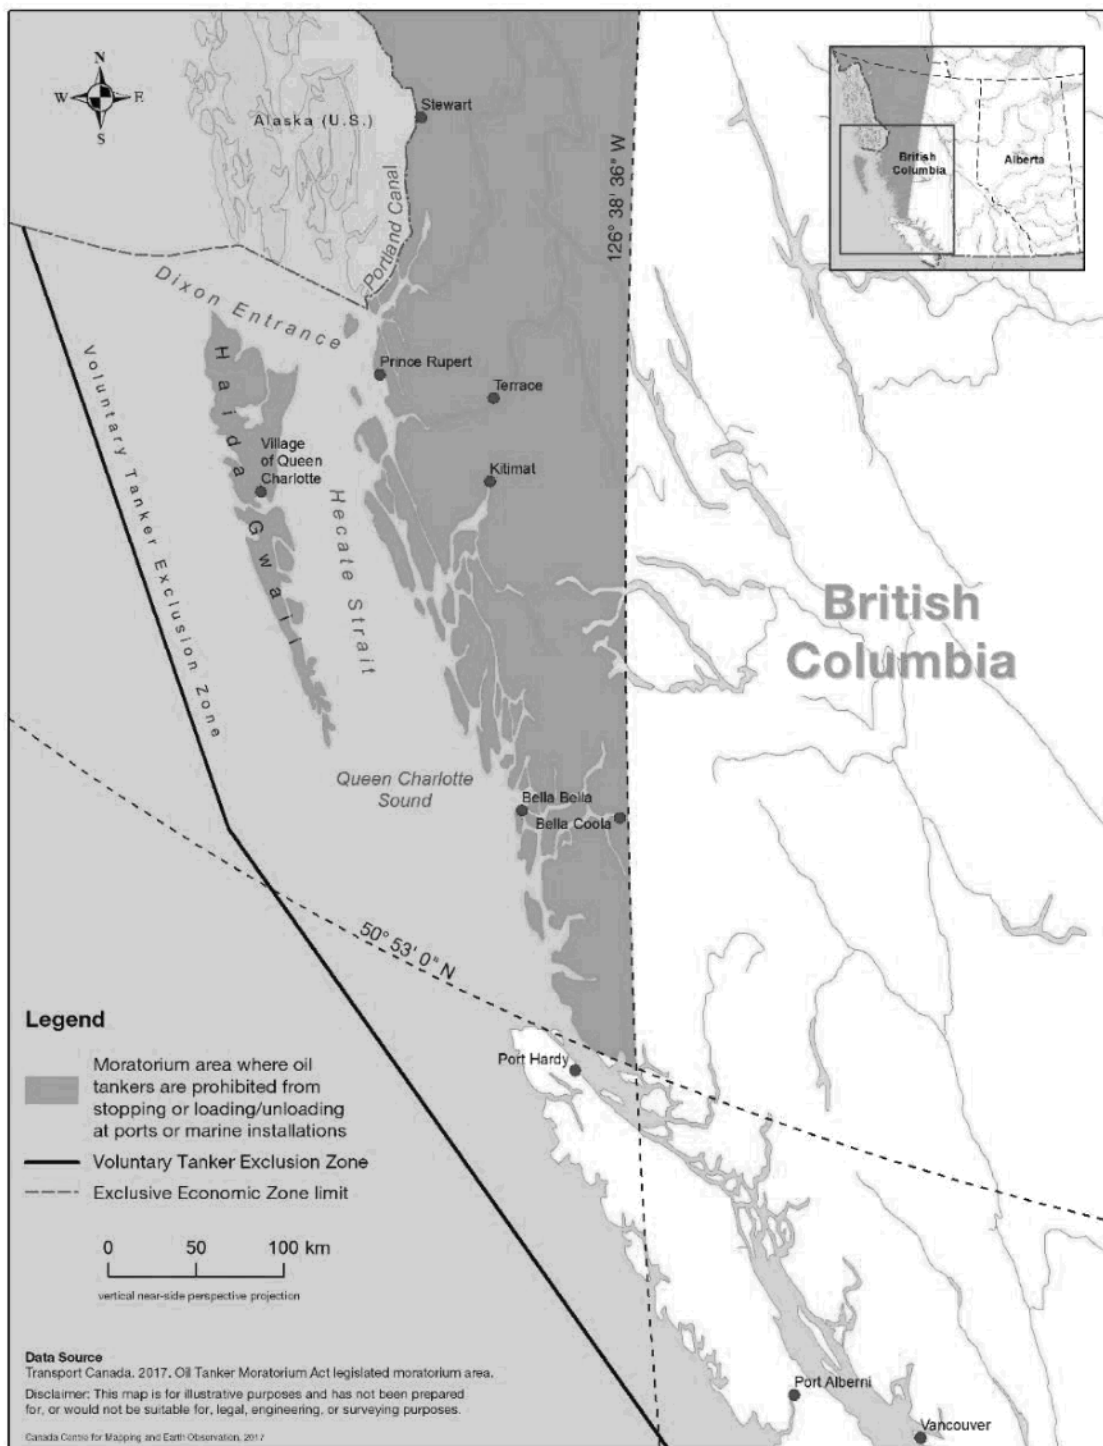 N
W E
S
Alaska (U.S.)
Stewart
Portland Canal
126° 38' 36" W
British
Columbia
Alberta
Dixon Entrance
Voluntary Tanker Exclusion Zone
Haida Gwaii
Prince Rupert
Terrace
Village
of Queen
Charlotte
Kitimat
Hecate Strait
British
Columbia
Queen Charlotte
Sound
Bella Bella
Bella Coola
50° 53' 0" N
Port Hardy
Legend
Moratorium area where oil
tankers are prohibited from
stopping or loading/unloading
at ports or marine installations
Voluntary Tanker Exclusion Zone
Exclusive Economic Zone limit
0 50 100 km
vertical near-side perspective projection
Data Source
Transport Canada. 2017. Oil Tanker Moratorium Act legislated moratorium area.
Disclaimer: This map is for illustrative purposes and has not been prepared
for, or would not be suitable for, legal, engineering, or surveying purposes.
Canada Centre for Mapping and Earth Observation, 2017
Port Alberni
Vancouver